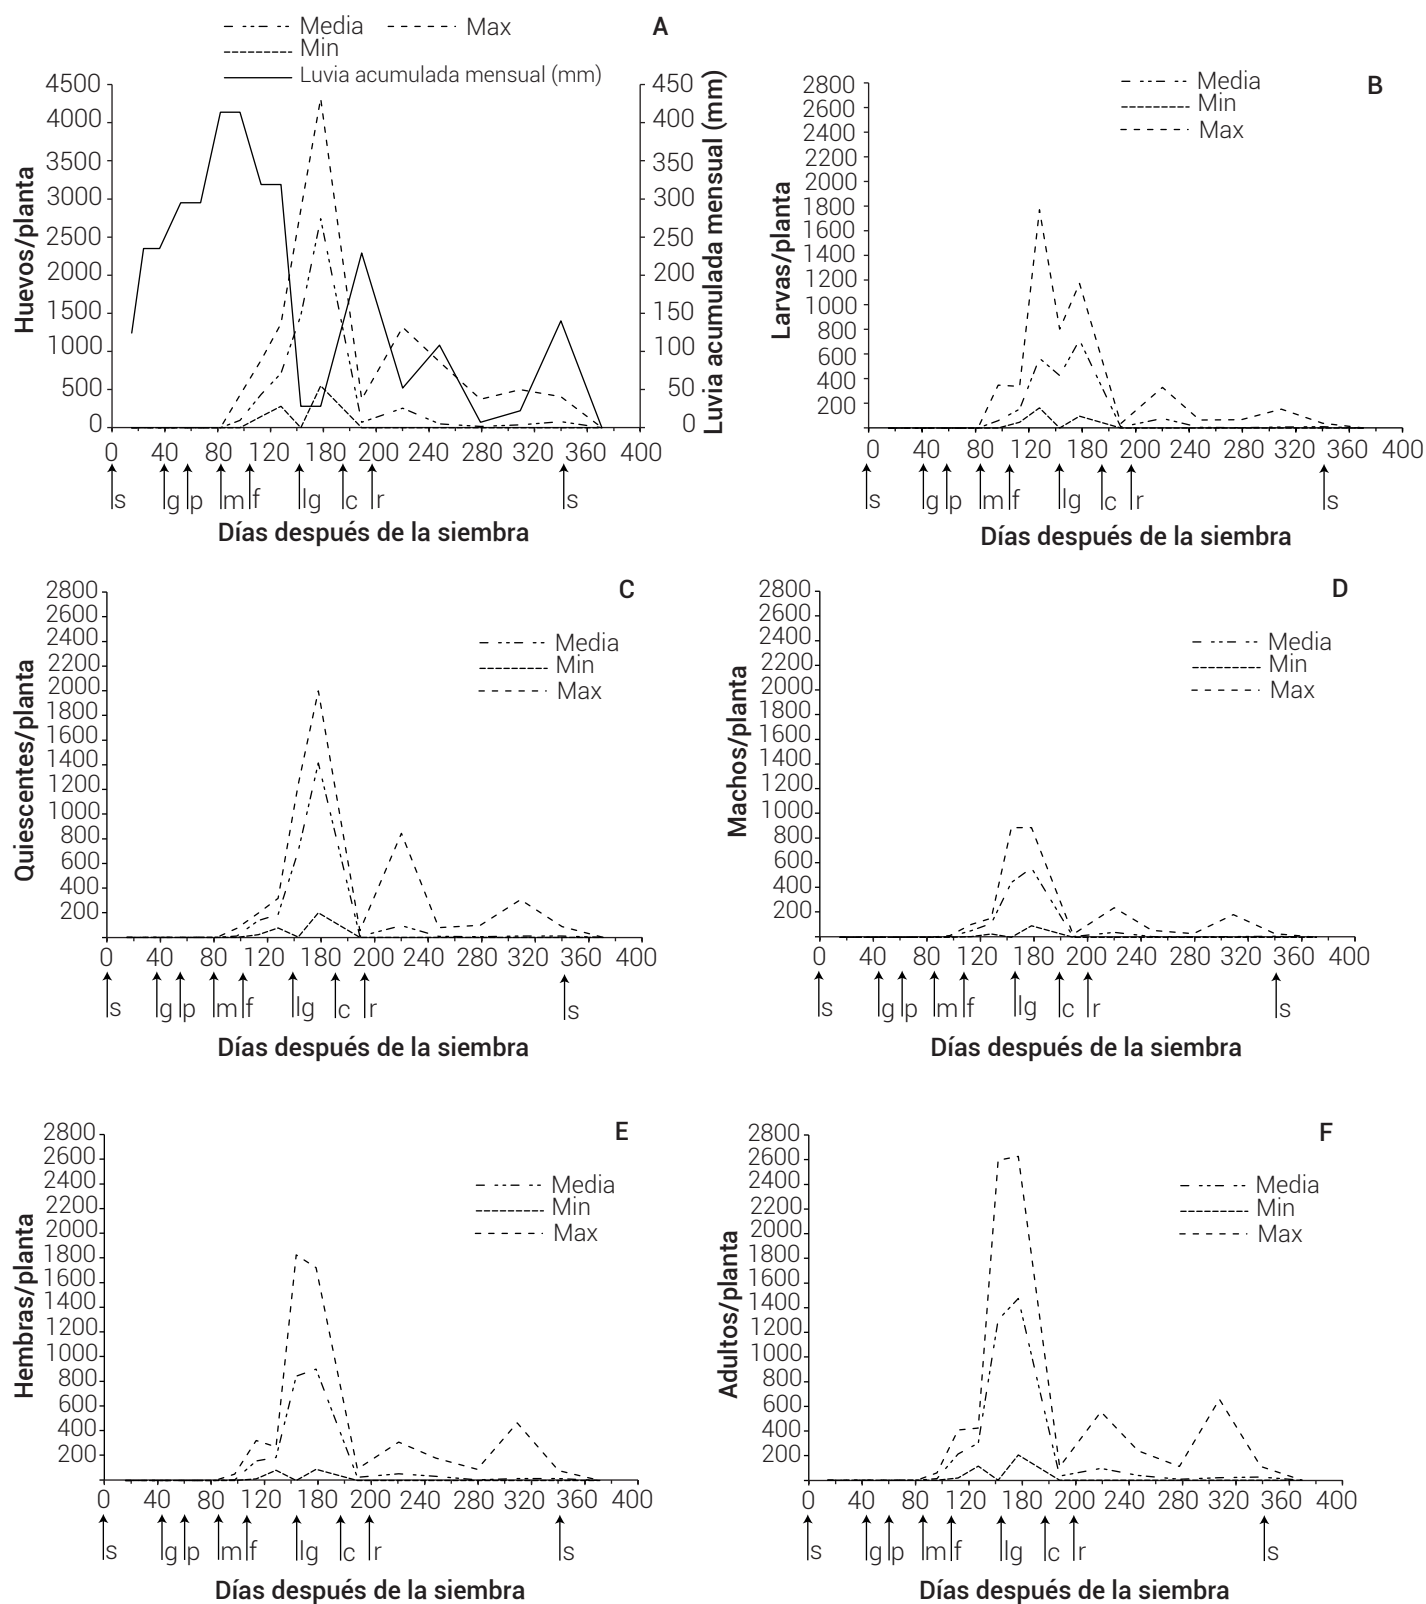 Media Max
Min
Luvia acumulada mensual (mm)
A
4500
4000
3500
3000
2500
2000
1500
1000
500
0
Huevos/planta
450
400
350
300
250
200
150
100
50
0
Luvia acumulada mensual (mm)
0 40 80 120 180 200 240 280 320 360 400
s g p m f lg c r s
Días después de la siembra
B
Media
Min
Max
2800
2600
2400
2200
2000
1800
1600
1400
1200
1000
800
600
400
200
Larvas/planta
0 40 80 120 180 200 240 280 320 360 400
s g p m f lg c r s
Días después de la siembra
C
Media
Min
Max
2800
2600
2400
2200
2000
1800
1600
1400
1200
1000
800
600
400
200
Quiescentes/planta
0 40 80 120 180 200 240 280 320 360 400
s g p m f lg c r s
Días después de la siembra
D
Media
Min
Max
2800
2600
2400
2200
2000
1800
1600
1400
1200
1000
800
600
400
200
Machos/planta
0 40 80 120 180 200 240 280 320 360 400
s g p m f lg c r s
Días después de la siembra
E
Media
Min
Max
2800
2600
2400
2200
2000
1800
1600
1400
1200
1000
800
600
400
200
Hembras/planta
0 40 80 120 180 200 240 280 320 360 400
s g p m f lg c r s
Días después de la siembra
F
Media
Min
Max
2800
2600
2400
2200
2000
1800
1600
1400
1200
1000
800
600
400
200
Adultos/planta
0 40 80 120 180 200 240 280 320 360 400
s g p m f lg c r s
Días después de la siembra